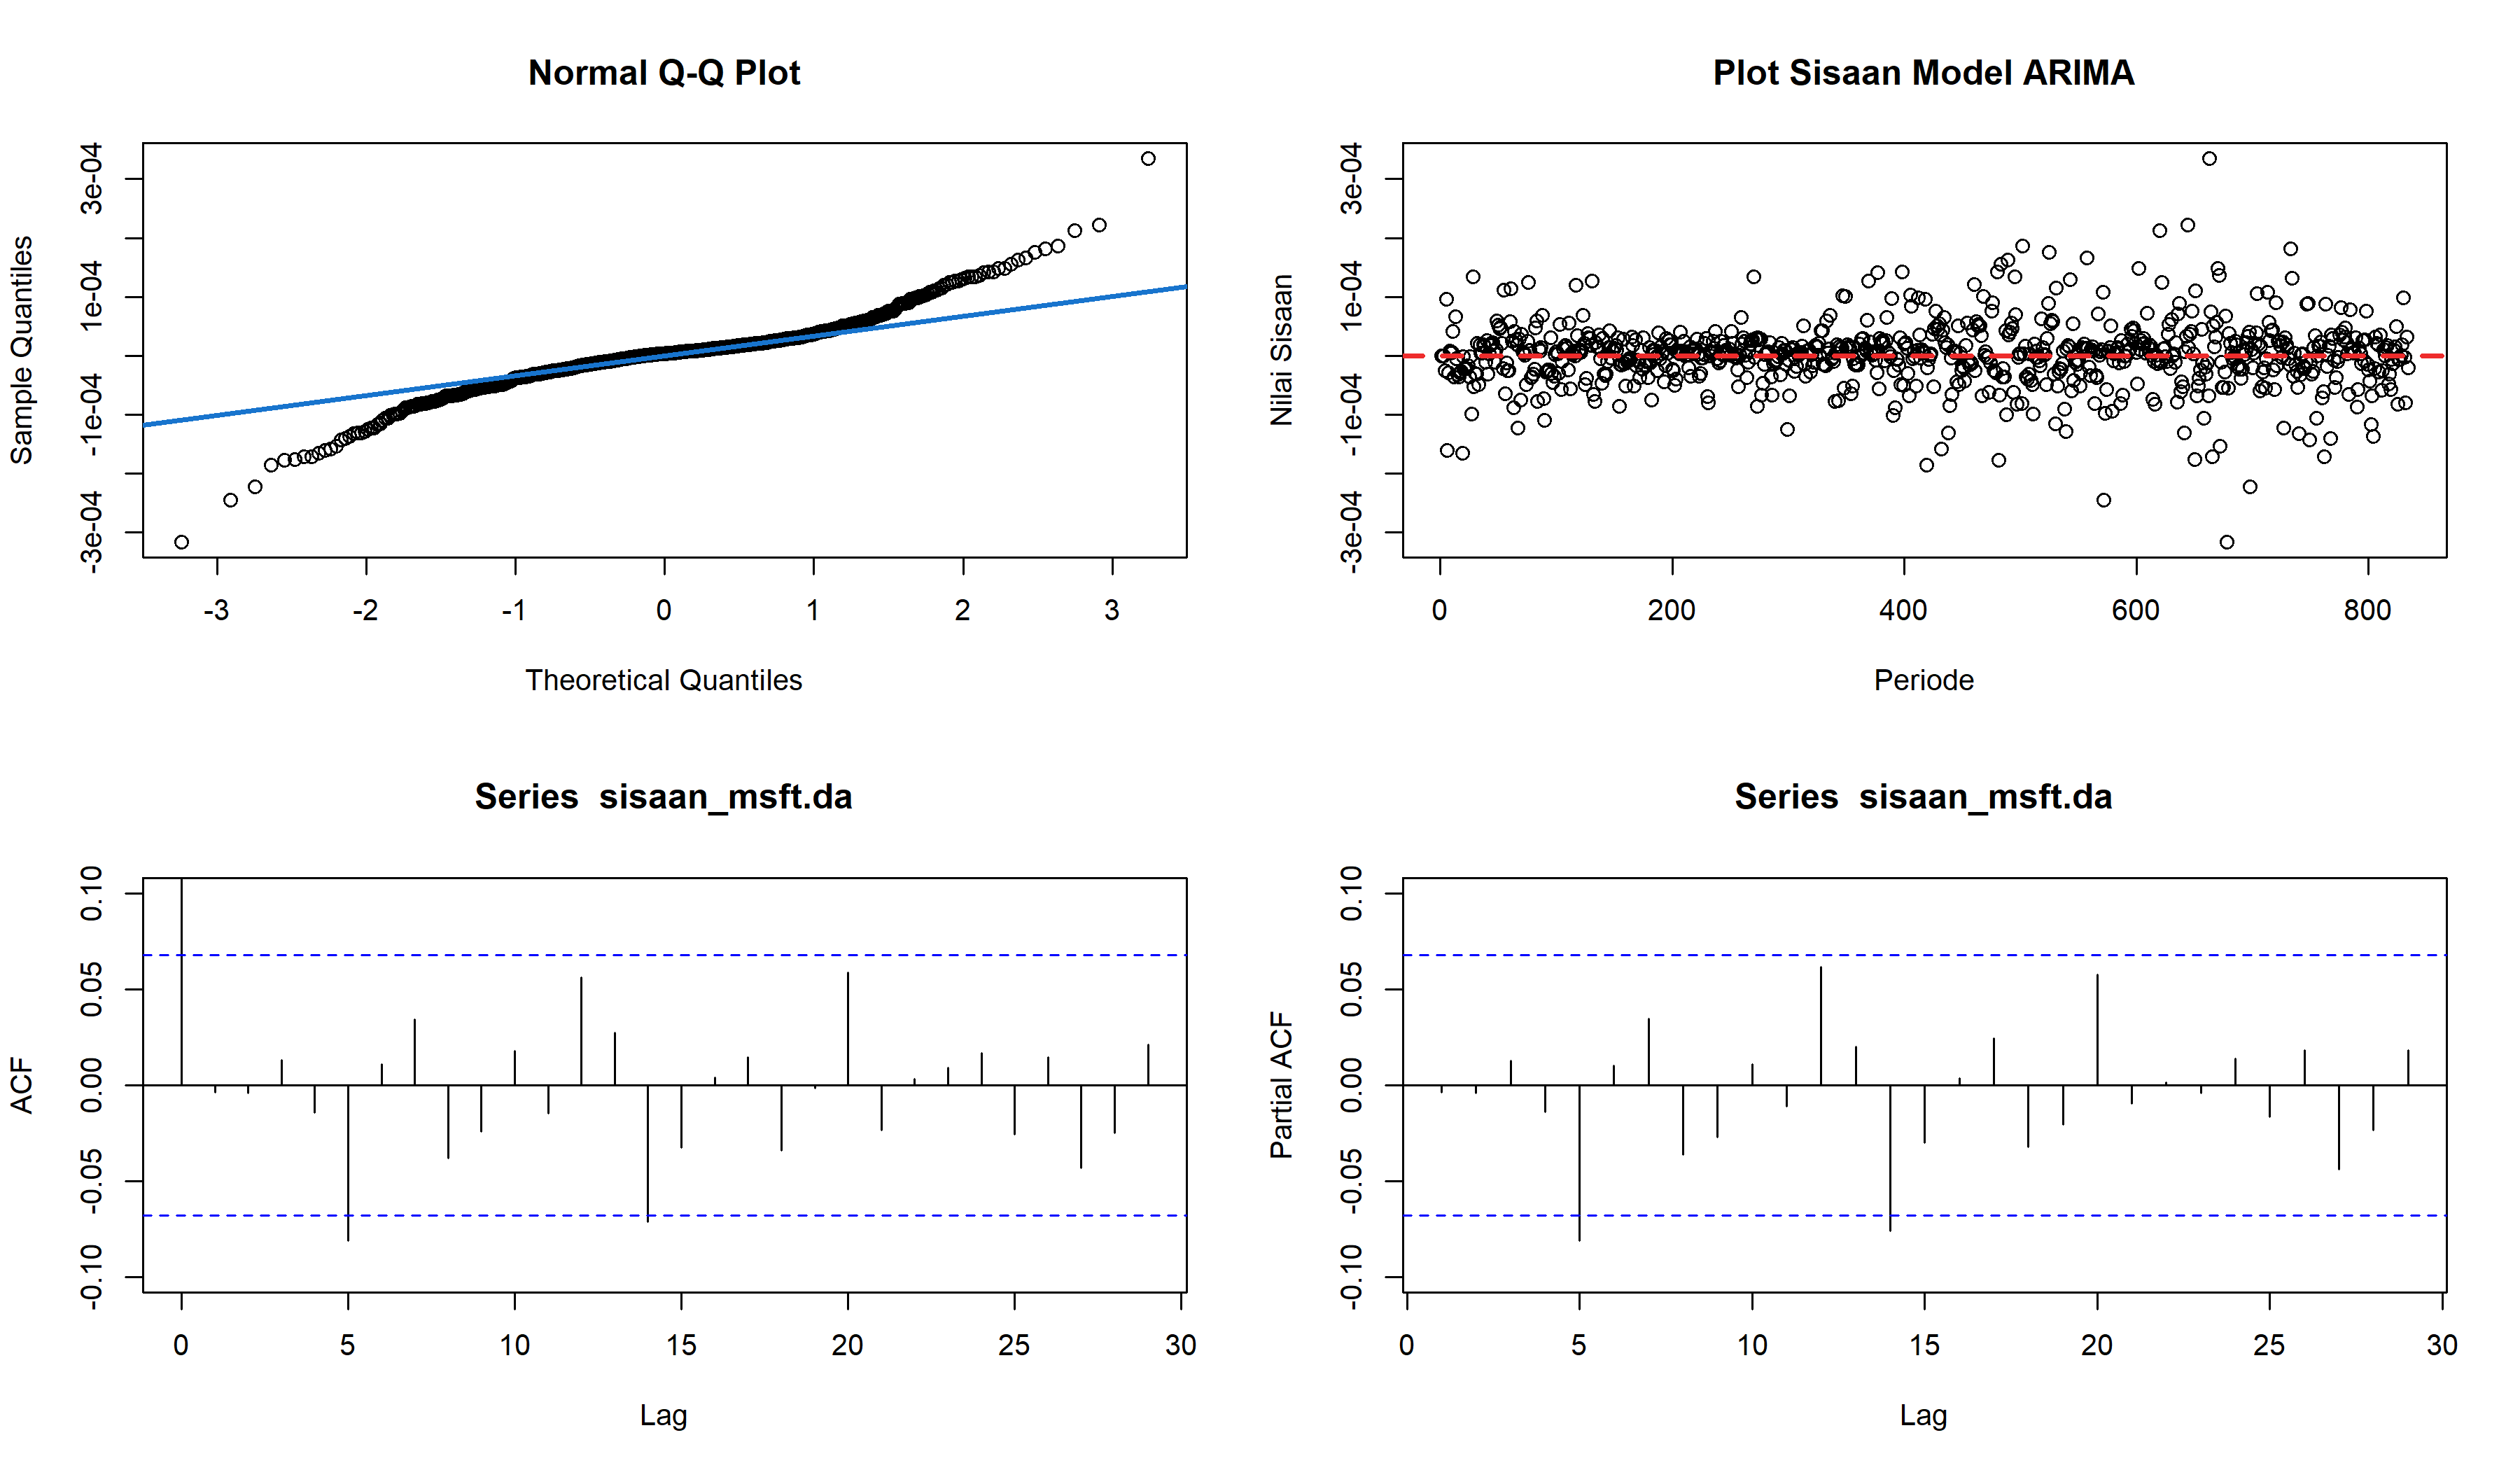 Normal Q-Q Plot
Sample Quantiles
3e-04
1e-04
-1e-04
-3e-04
-3 -2 -1 0 1 2 3
Theoretical Quantiles
Plot Sisaan Model ARIMA
Nilai Sisaan
3e-04
1e-04
-1e-04
-3e-04
0 200 400 600 800
Periode
Series sisaan_msft.da
ACF
0.10
0.05
0.00
-0.05
-0.10
0 5 10 15 20 25 30
Lag
Series sisaan_msft.da
Partial ACF
0.10
0.05
0.00
-0.05
-0.10
0 5 10 15 20 25 30
Lag